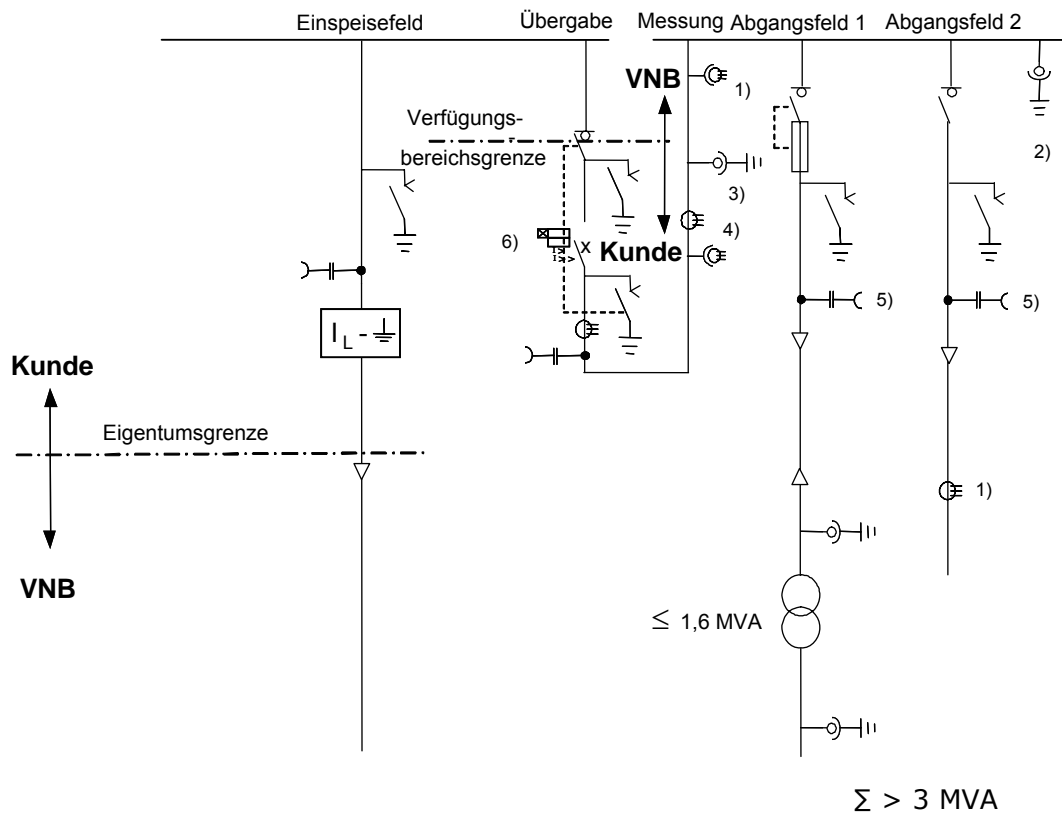 Einspeisefeld
Übergabe
Messung
Abgangsfeld 1
Abgangsfeld 2
VNB
1)
2)
Verfügungs-
bereichsgrenze
3)
4)
6)
Kunde
5)
5)
I_L -
Kunde
Eigentumsgrenze
1)
VNB
≤ 1,6 MVA
Σ > 3 MVA